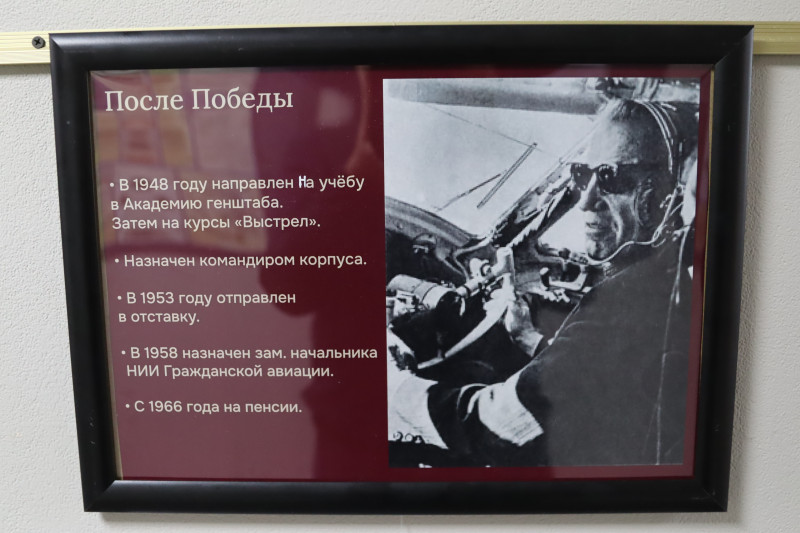 После Победы
• В 1948 году направлен На учёбу
в Академию генштаба.
Затем на курсы «Выстрел».
• Назначен командиром корпуса.
• В 1953 году отправлен
в отставку.
• В 1958 назначен зам. начальника
НИИ Гражданской авиации.
• С 1966 года на пенсии.